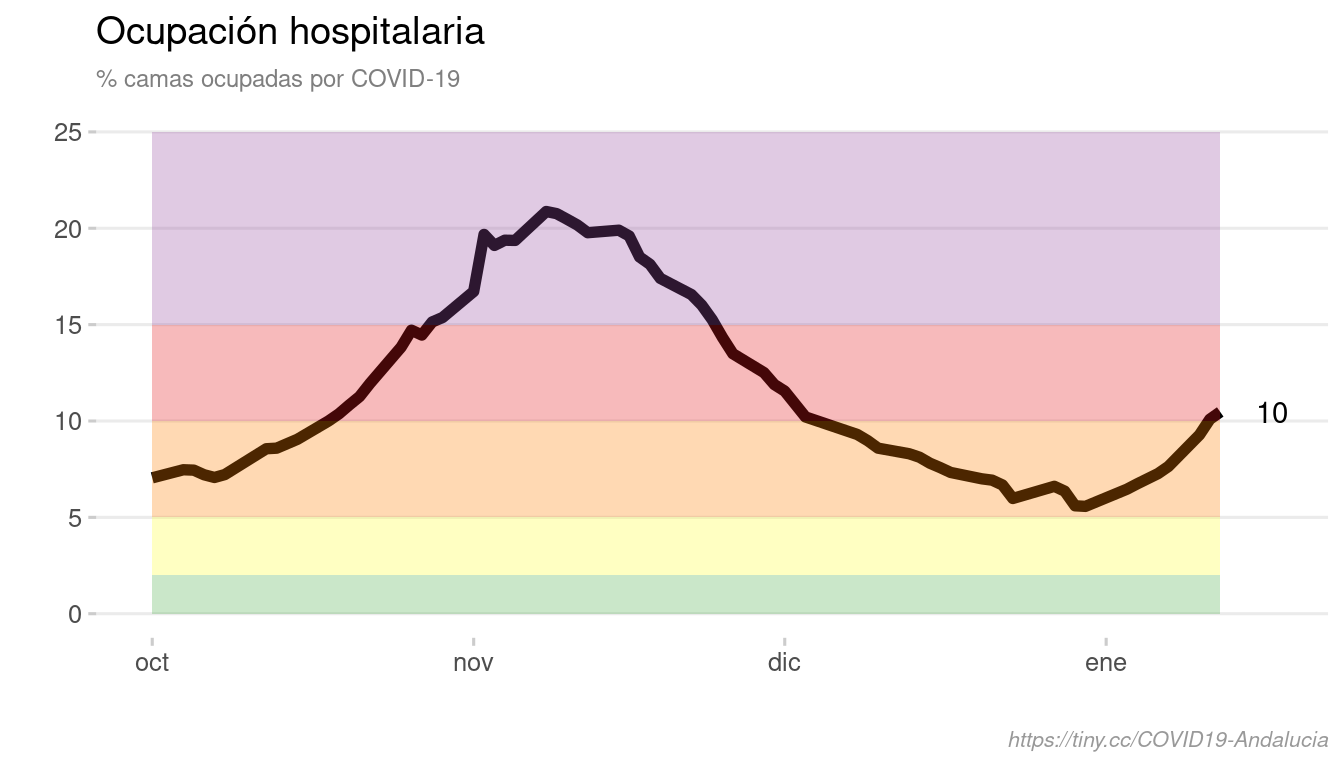 Ocupación hospitalaria
% camas ocupadas por COVID-19
25
20
15
10
10
5
0
oct nov dic ene
https://tiny.cc/COVID19-Andalucia